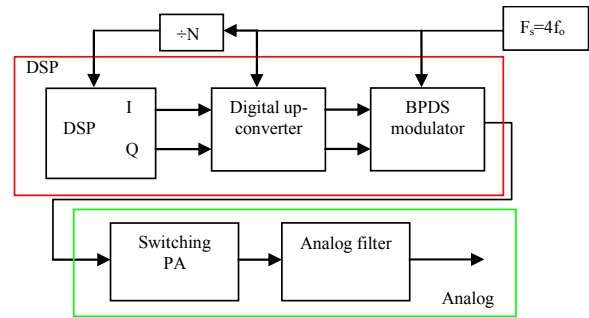 ÷N
Fs=4fo
DSP
DSP
I
Q
Digital up-
converter
BPDS
modulator
Switching
PA
Analog filter
Analog